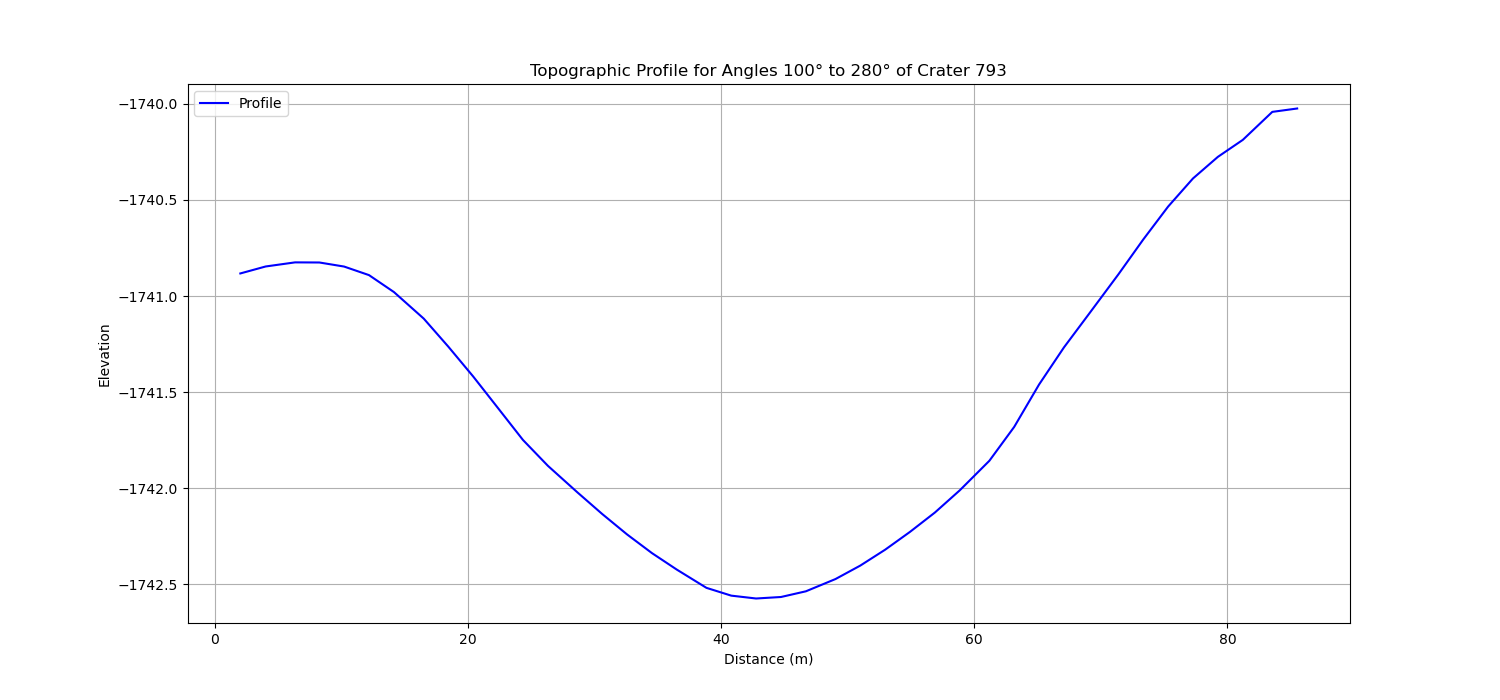 Topographic Profile for Angles 100° to 280° of Crater 793
Profile
Elevation
−1740.0
−1740.5
−1741.0
−1741.5
−1742.0
−1742.5
0 20 40 60 80
Distance (m)